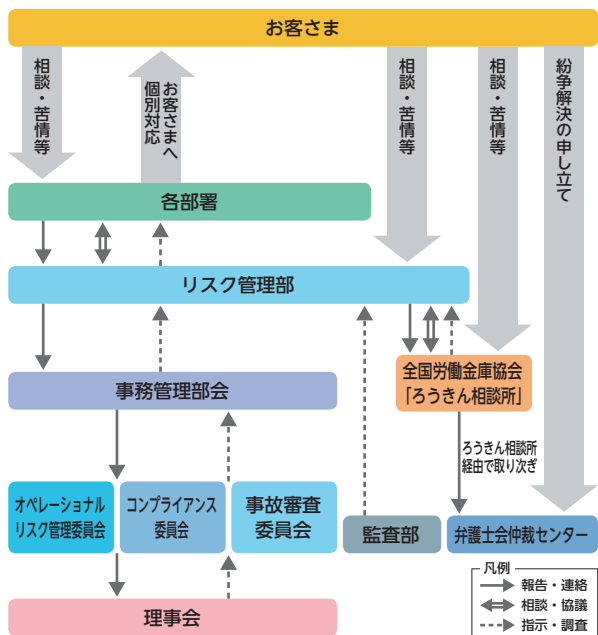 お客さま
相談・苦情等
お客さまへ
個別対応
相談・苦情等
相談・苦情等
紛争解決の申し立て
各部署
リスク管理部
全国労働金庫協会
「ろうきん相談所」
事務管理部会
ろうきん相談所
経由で取り次ぎ
オペレーショナル
リスク管理委員会
コンプライアンス
委員会
事故審査
委員会
監査部
弁護士会仲裁センター
凡例
報告・連絡
相談・協議
指示・調査
理事会